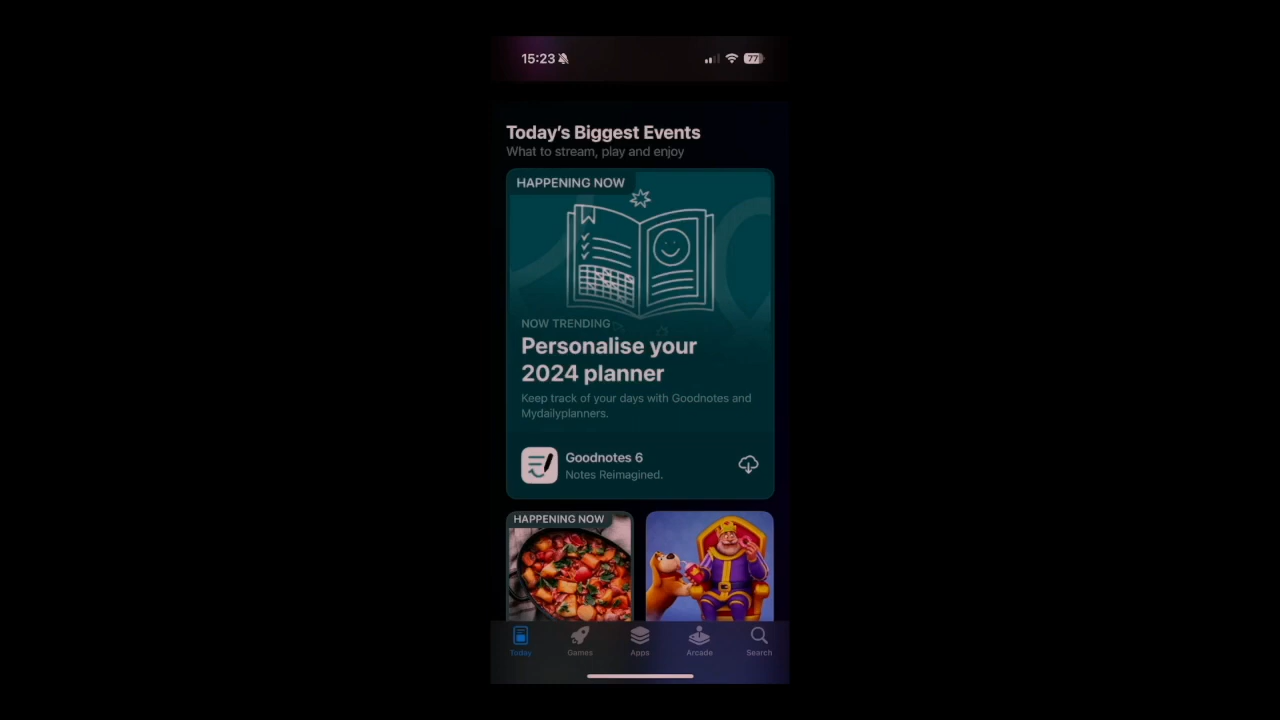 15:23
77
Today's Biggest Events
What to stream, play and enjoy
HAPPENING NOW
NOW TRENDING
Personalise your
2024 planner
Keep track of your days with Goodnotes and
Mydailyplanners.
Goodnotes 6
Notes Reimagined.
HAPPENING NOW
Today
Games
Apps
Arcade
Search